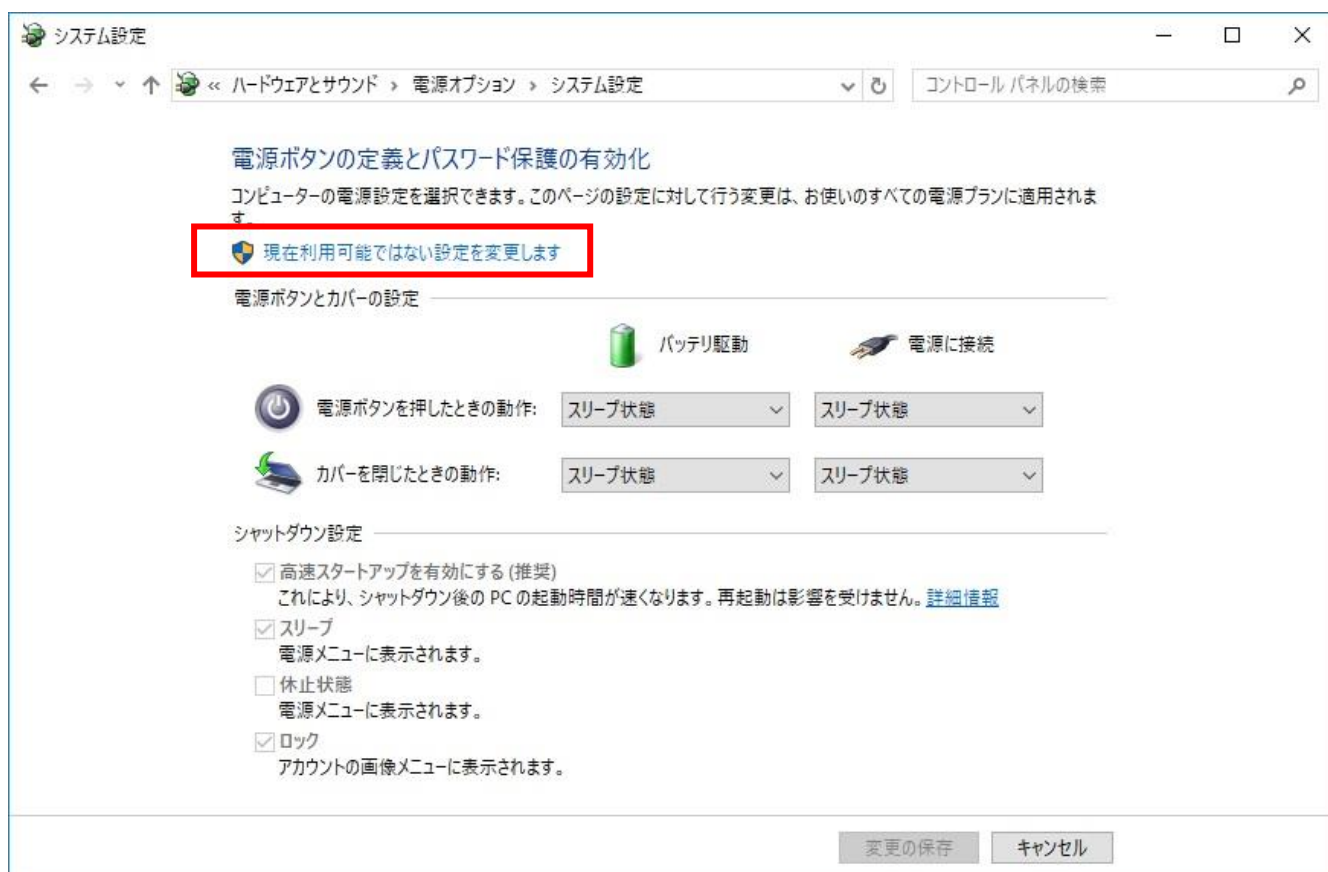 システム設定
« ハードウェアとサウンド › 電源オプション › システム設定
コントロール パネルの検索
電源ボタンの定義とパスワード保護の有効化
コンピューターの電源設定を選択できます。このページの設定に対して行う変更は、お使いのすべての電源プランに適用されま
す。
現在利用可能ではない設定を変更します
電源ボタンとカバーの設定
バッテリ駆動 電源に接続
電源ボタンを押したときの動作: スリープ状態 スリープ状態
カバーを閉じたときの動作: スリープ状態 スリープ状態
シャットダウン設定
高速スタートアップを有効にする (推奨)
これにより、シャットダウン後の PC の起動時間が速くなります。再起動は影響を受けません。詳細情報
スリープ
電源メニューに表示されます。
休止状態
電源メニューに表示されます。
ロック
アカウントの画像メニューに表示されます。
変更の保存 キャンセル